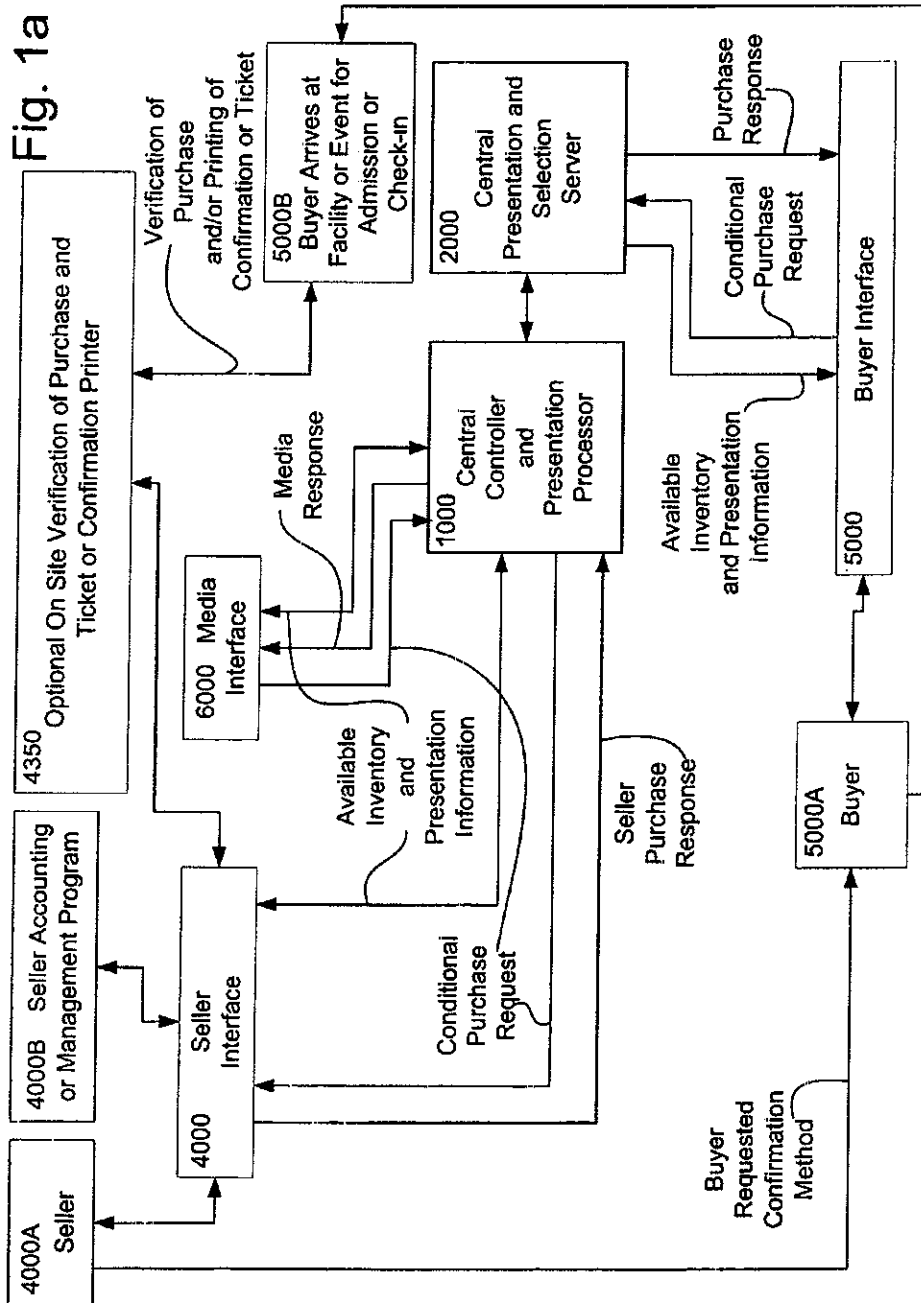 Fig. 1a
4000A
Seller
4000B Seller Accounting
or Management Program
4350
Optional On Site Verification of Purchase and
Ticket or Confirmation Printer
4000
Seller
Interface
6000 Media
Interface
Verification of
Purchase
and/or Printing of
Confirmation or Ticket
5000B
Buyer Arrives at
Facility or Event for
Admission or
Check-in
Available
Inventory
and
Presentation
Information
Media
Response
Conditional
Purchase
Request
Seller
Purchase
Response
1000
Central
Controller
and
Presentation
Processor
2000
Central
Presentation and
Selection
Server
Available
Inventory
and Presentation
Information
Conditional
Purchase
Request
Purchase
Response
Buyer
Requested
Confirmation
Method
5000A
Buyer
5000
Buyer Interface